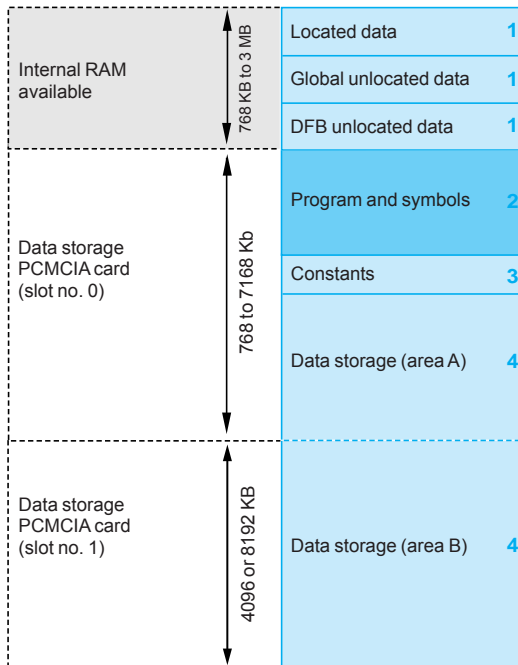 Located data 1
Internal RAM
available
768 KB to 3 MB
Global unlocated data 1
DFB unlocated data 1
Program and symbols 2
Data storage
PCMCIA card
(slot no. 0)
768 to 7168 Kb
Constants 3
Data storage (area A) 4
Data storage
PCMCIA card
(slot no. 1)
4096 or 8192 KB
Data storage (area B) 4